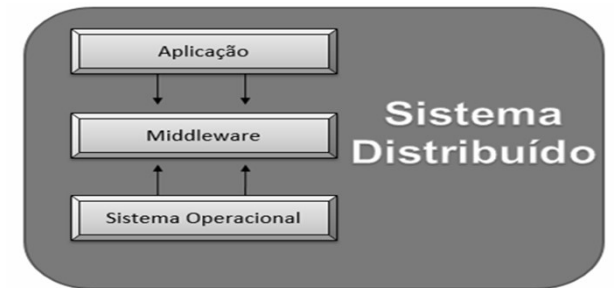 Aplicação
Middleware
Sistema Operacional
Sistema
Distribuído